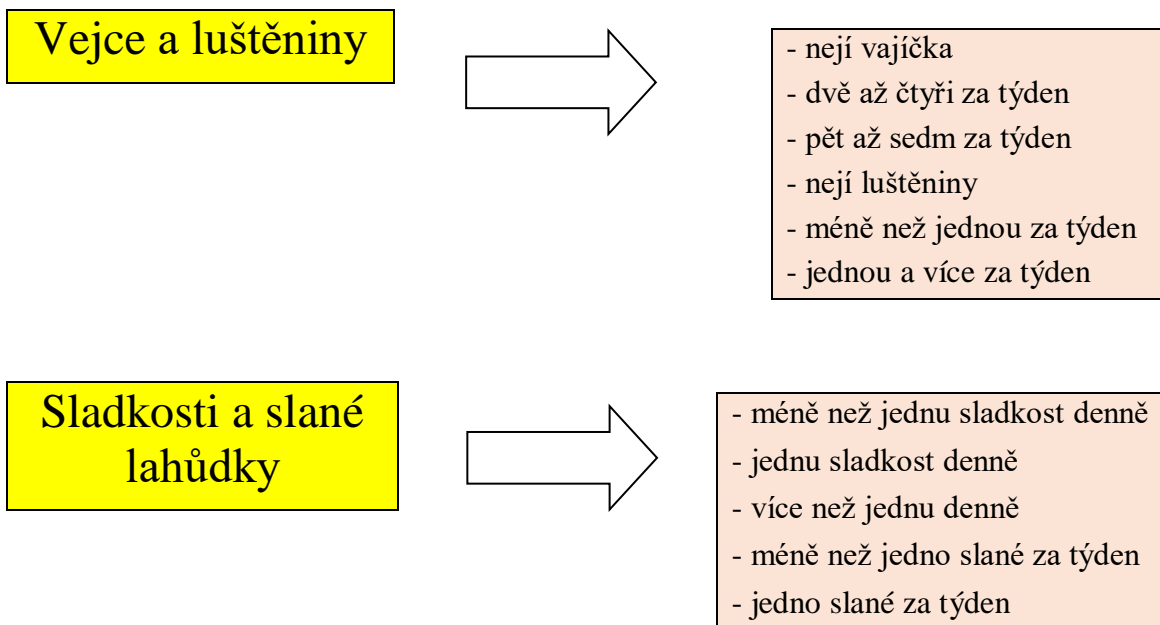 Vejce a luštěniny
- nejí vajíčka
- dvě až čtyři za týden
- pět až sedm za týden
- nejí luštěniny
- méně než jednou za týden
- jednou a více za týden
Sladkosti a slané
lahůdky
- méně než jednu sladkost denně
- jednu sladkost denně
- více než jednu denně
- méně než jedno slané za týden
- jedno slané za týden